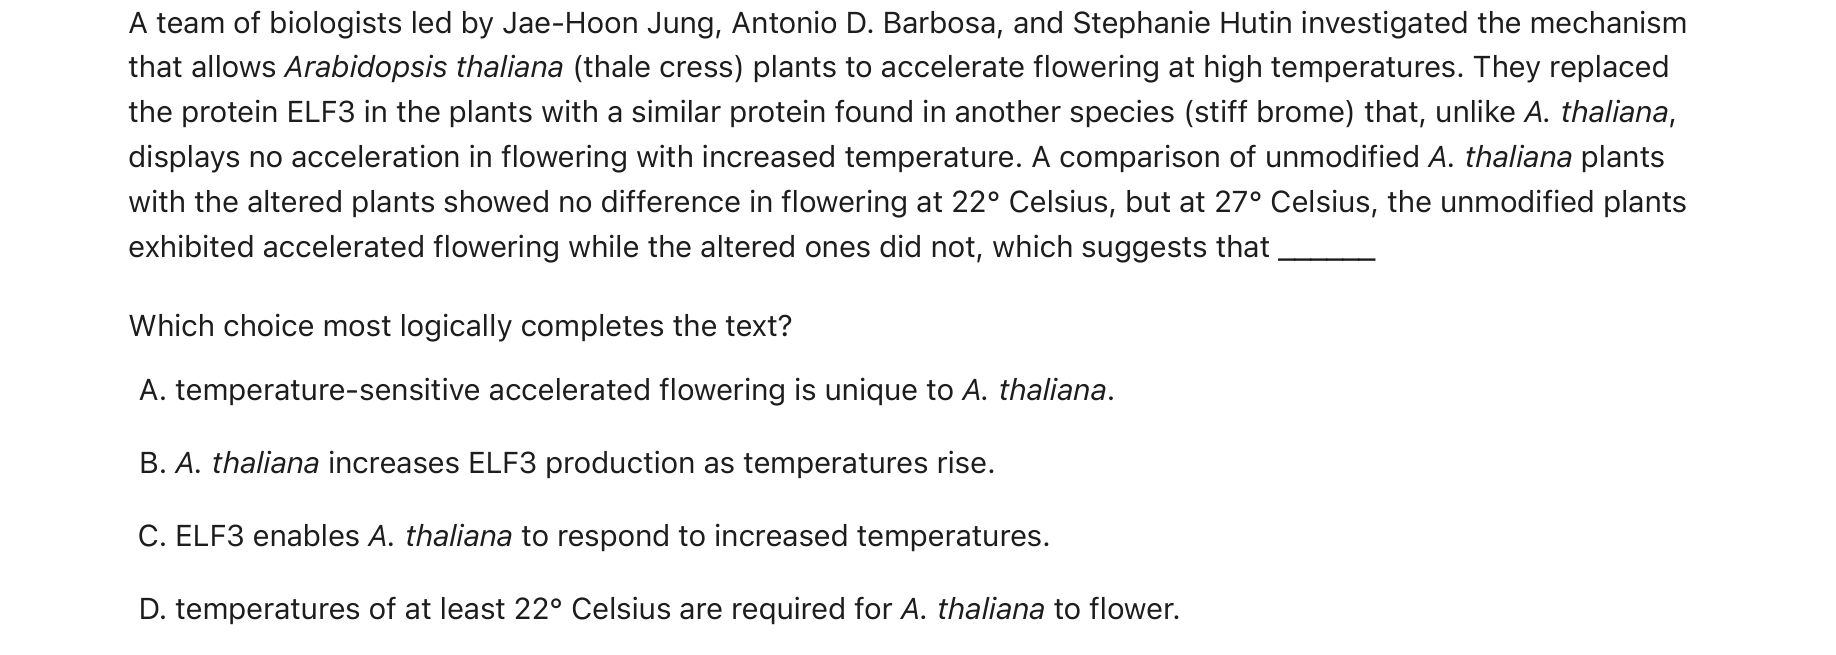 A team of biologists led by Jae-Hoon Jung, Antonio D. Barbosa, and Stephanie Hutin investigated the mechanism
that allows Arabidopsis thaliana (thale cress) plants to accelerate flowering at high temperatures. They replaced
the protein ELF3 in the plants with a similar protein found in another species (stiff brome) that, unlike A. thaliana,
displays no acceleration in flowering with increased temperature. A comparison of unmodified A. thaliana plants
with the altered plants showed no difference in flowering at 22° Celsius, but at 27° Celsius, the unmodified plants
exhibited accelerated flowering while the altered ones did not, which suggests that ______
Which choice most logically completes the text?
A. temperature-sensitive accelerated flowering is unique to A. thaliana.
B. A. thaliana increases ELF3 production as temperatures rise.
C. ELF3 enables A. thaliana to respond to increased temperatures.
D. temperatures of at least 22° Celsius are required for A. thaliana to flower.